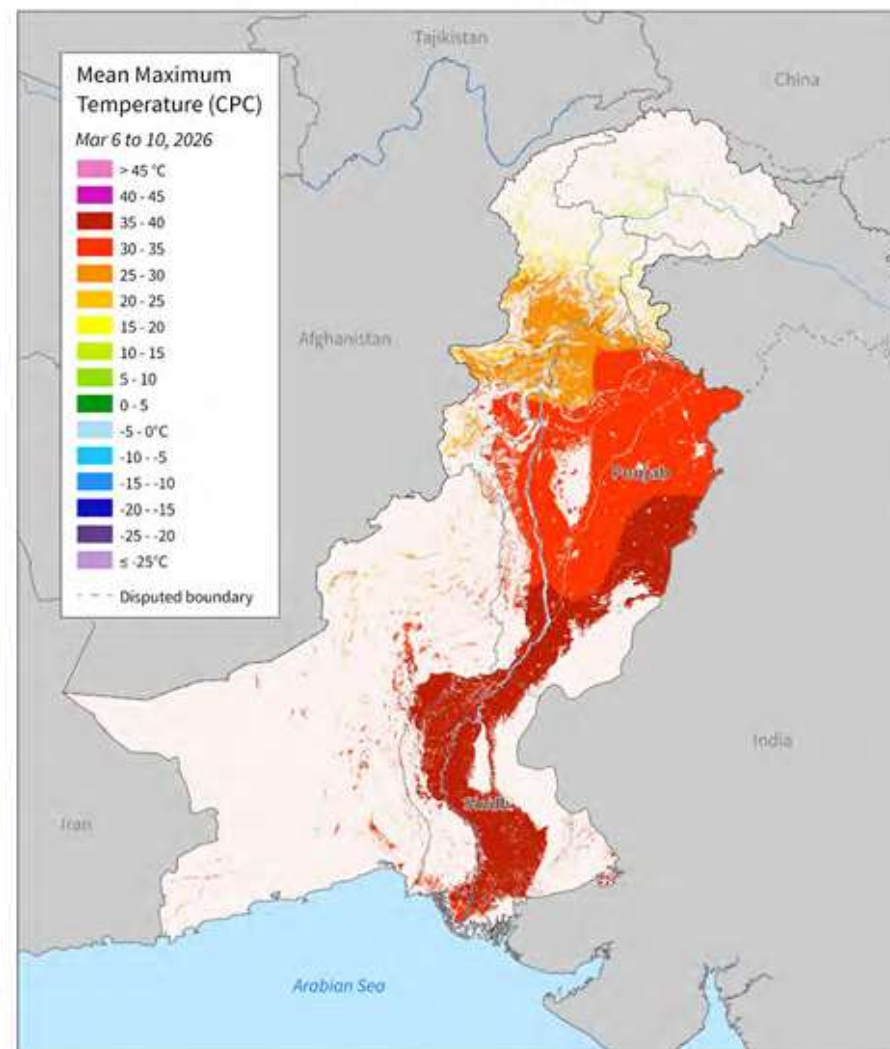 Tajikistan
China
Mean Maximum
Temperature (CPC)
Mar 6 to 10, 2026
> 45 °C
40 - 45
35 - 40
30 - 35
25 - 30
20 - 25
15 - 20
10 - 15
5 - 10
0 - 5
-5 - 0°C
-10 - -5
-15 - -10
-20 - -15
-25 - -20
≤ -25°C
Disputed boundary
Afghanistan
Punjab
India
Sindh
Iran
Arabian Sea